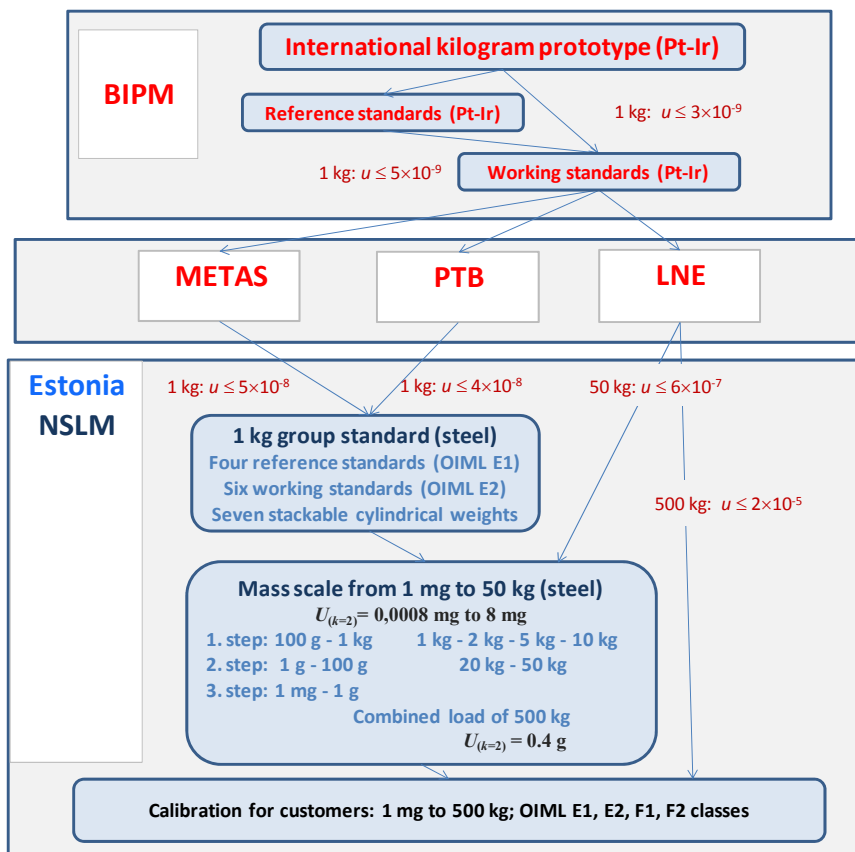 International kilogram prototype (Pt-Ir)
BIPM
Reference standards (Pt-Ir)
1 kg: u ≤ 3×10⁻⁹
1 kg: u ≤ 5×10⁻⁹
Working standards (Pt-Ir)
METAS
PTB
LNE
Estonia
NSLM
1 kg: u ≤ 5×10⁻⁸
1 kg: u ≤ 4×10⁻⁸
50 kg: u ≤ 6×10⁻⁷
1 kg group standard (steel)
Four reference standards (OIML E1)
Six working standards (OIML E2)
Seven stackable cylindrical weights
500 kg: u ≤ 2×10⁻⁵
Mass scale from 1 mg to 50 kg (steel)
U(k=2)= 0,0008 mg to 8 mg
1. step: 100 g - 1 kg 1 kg - 2 kg - 5 kg - 10 kg
2. step: 1 g - 100 g 20 kg - 50 kg
3. step: 1 mg - 1 g
Combined load of 500 kg
U(k=2) = 0.4 g
Calibration for customers: 1 mg to 500 kg; OIML E1, E2, F1, F2 classes